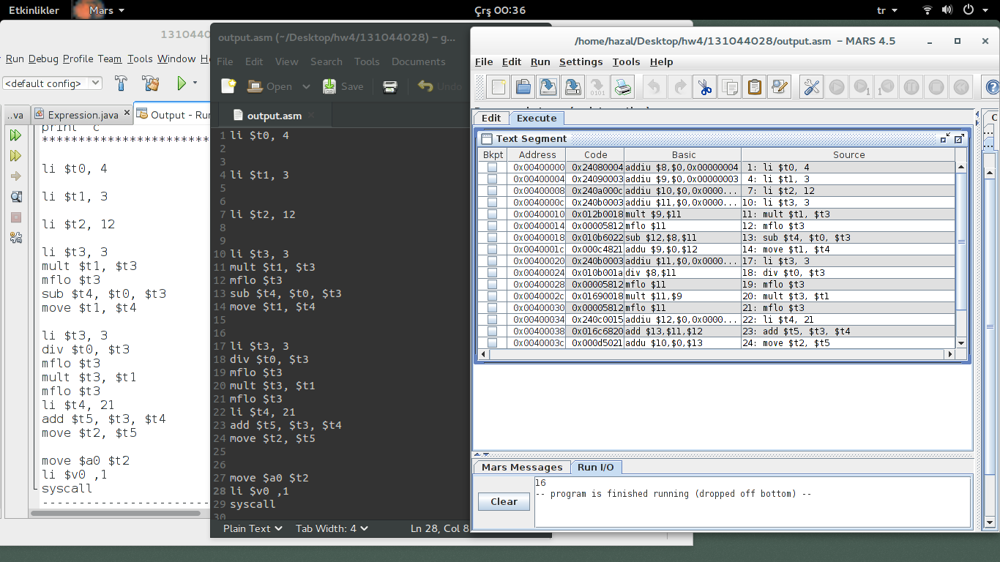 Etkinlikler
Mars
Çrş 00:36
tr
131044
Run Debug Profile Team Tools Window
<default config>
..va
Expression.java
Output - Ru
print c
************************
li $t0, 4
li $t1, 3
li $t2, 12
li $t3, 3
mult $t1, $t3
mflo $t3
sub $t4, $t0, $t3
move $t1, $t4
li $t3, 3
div $t0, $t3
mflo $t3
mult $t3, $t1
mflo $t3
li $t4, 21
add $t5, $t3, $t4
move $t2, $t5
move $a0 $t2
li $v0 ,1
syscall
------------------------
output.asm (~/Desktop/hw4/131044028) – g...
File Edit View Search Tools Documents
Open Save Undo
output.asm
1 li $t0, 4
2
3
4 li $t1, 3
5
6
7 li $t2, 12
8
9
10 li $t3, 3
11 mult $t1, $t3
12 mflo $t3
13 sub $t4, $t0, $t3
14 move $t1, $t4
15
16
17 li $t3, 3
18 div $t0, $t3
19 mflo $t3
20 mult $t3, $t1
21 mflo $t3
22 li $t4, 21
23 add $t5, $t3, $t4
24 move $t2, $t5
25
26
27 move $a0 $t2
28 li $v0 ,1
29 syscall
30
Plain Text Tab Width: 4 Ln 28, Col 8
/home/hazal/Desktop/hw4/131044028/output.asm – MARS 4.5
File Edit Run Settings Tools Help
Edit Execute
Text Segment
Bkpt Address Code Basic Source
0x00400000 0x24080004 addiu $8,$0,0x00000004 1: li $t0, 4
0x00400004 0x24090003 addiu $9,$0,0x00000003 4: li $t1, 3
0x00400008 0x240a000c addiu $10,$0,0x0000... 7: li $t2, 12
0x0040000c 0x240b0003 addiu $11,$0,0x0000... 10: li $t3, 3
0x00400010 0x012b0018 mult $9,$11 11: mult $t1, $t3
0x00400014 0x00005812 mflo $11 12: mflo $t3
0x00400018 0x010b6022 sub $12,$8,$11 13: sub $t4, $t0, $t3
0x0040001c 0x000c4821 addu $9,$0,$12 14: move $t1, $t4
0x00400020 0x240b0003 addiu $11,$0,0x0000... 17: li $t3, 3
0x00400024 0x010b001a div $8,$11 18: div $t0, $t3
0x00400028 0x00005812 mflo $11 19: mflo $t3
0x0040002c 0x01690018 mult $11,$9 20: mult $t3, $t1
0x00400030 0x00005812 mflo $11 21: mflo $t3
0x00400034 0x240c0015 addiu $12,$0,0x0000... 22: li $t4, 21
0x00400038 0x016c6820 add $13,$11,$12 23: add $t5, $t3, $t4
0x0040003c 0x000d5021 addu $10,$0,$13 24: move $t2, $t5
Mars Messages Run I/O
Clear
16
-- program is finished running (dropped off bottom) --